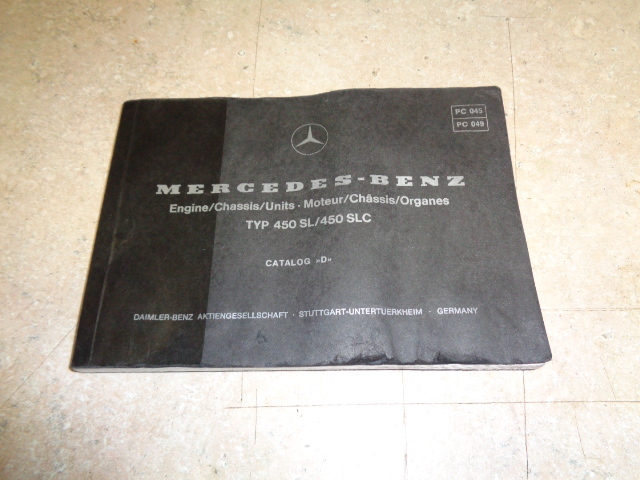 PC 045
PC 049
MERCEDES-BENZ
Engine/Chassis/Units · Moteur/Châssis/Organes
TYP 450 SL/450 SLC
CATALOG »D«
DAIMLER-BENZ AKTIENGESELLSCHAFT · STUTTGART-UNTERTUERKHEIM · GERMANY